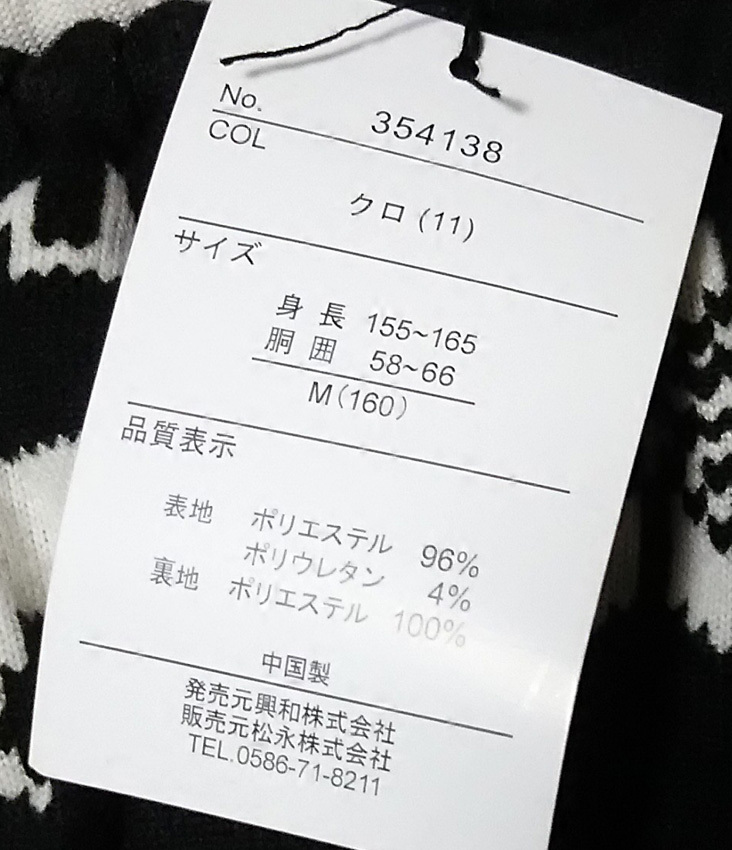 No. 354138
COL
クロ (11)
サイズ
身長 155~165
胴囲 58~66
M(160)
品質表示
表地 ポリエステル 96%
ポリウレタン 4%
裏地 ポリエステル 100%
中国製
発売元興和株式会社
販売元松永株式会社
TEL.0586-71-8211